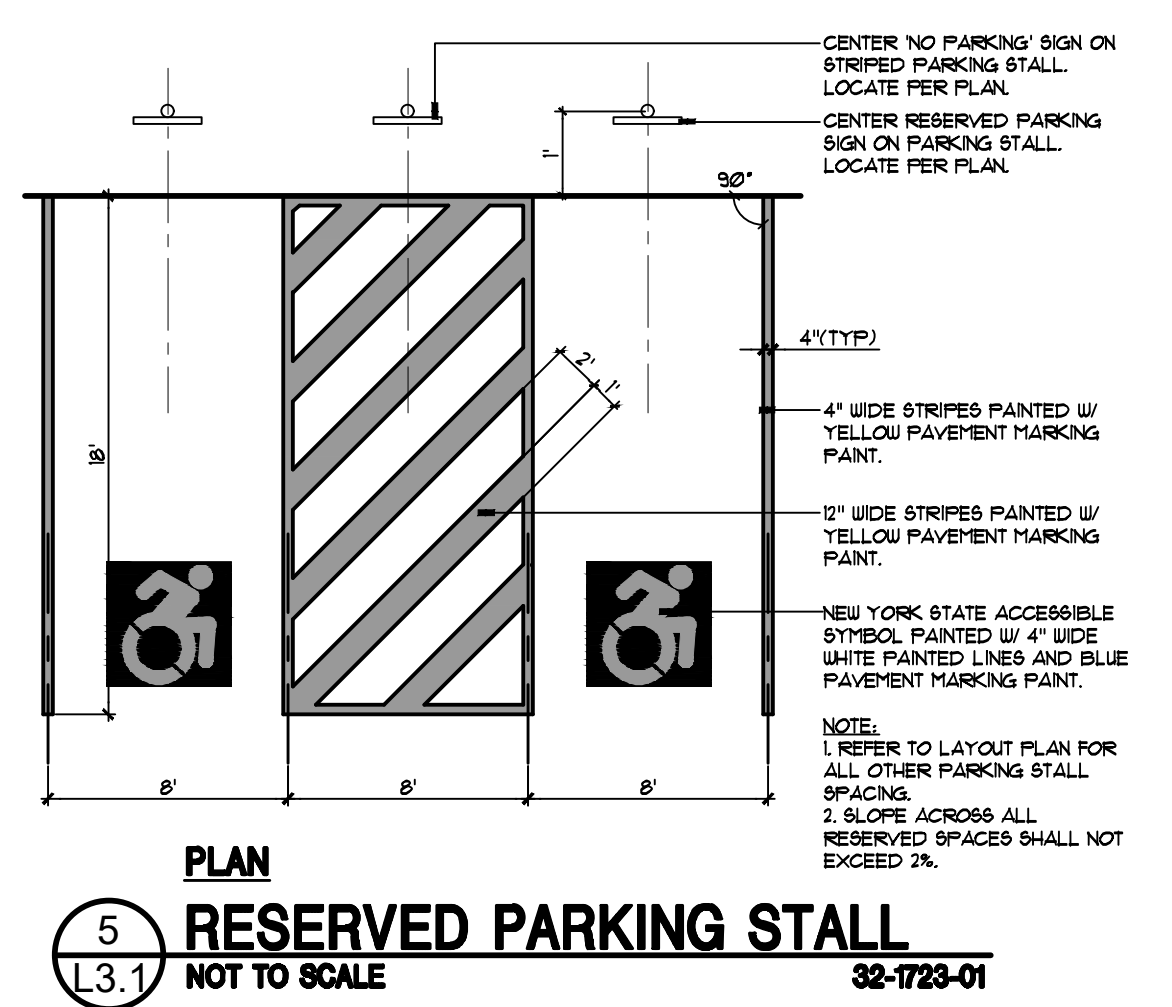 CENTER 'NO PARKING' SIGN ON
STRIPED PARKING STALL.
LOCATE PER PLAN.
CENTER RESERVED PARKING
SIGN ON PARKING STALL.
LOCATE PER PLAN.
1'
90°
4"(TYP)
2'
1'
18'
4" WIDE STRIPES PAINTED W/
YELLOW PAVEMENT MARKING
PAINT.
12" WIDE STRIPES PAINTED W/
YELLOW PAVEMENT MARKING
PAINT.
NEW YORK STATE ACCESSIBLE
SYMBOL PAINTED W/ 4" WIDE
WHITE PAINTED LINES AND BLUE
PAVEMENT MARKING PAINT.
NOTE:
1. REFER TO LAYOUT PLAN FOR
ALL OTHER PARKING STALL
SPACING.
2. SLOPE ACROSS ALL
RESERVED SPACES SHALL NOT
EXCEED 2%.
8'
8'
8'
PLAN
5
L3.1
RESERVED PARKING STALL
NOT TO SCALE
32-1723-01